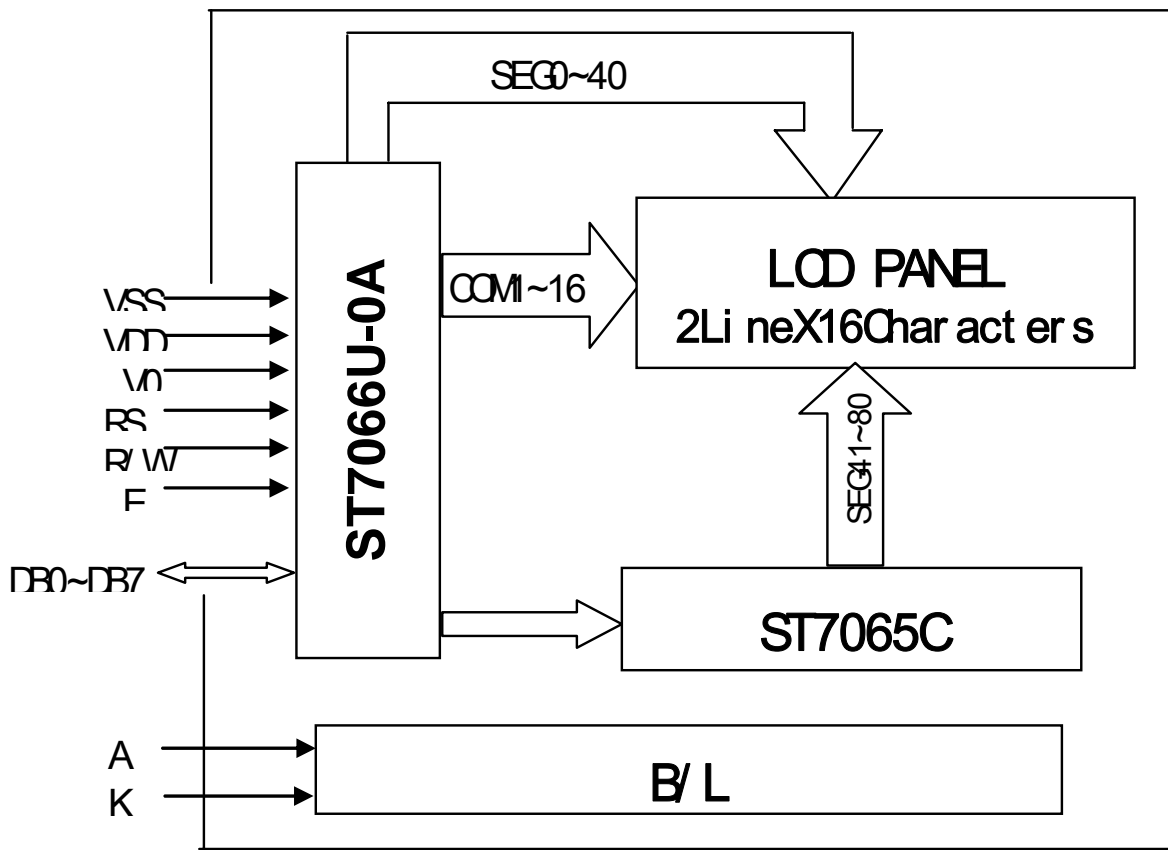 SEG0~40
LCD PANEL
2LineX16Characters
COM1~16
VSS
VDD
V0
RS
R/W
E
ST7066U-0A
SEG41~80
DB0~DB7
ST7065C
A
K
B/L